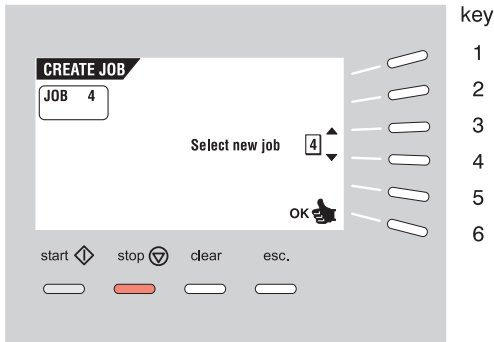 key
CREATE JOB
JOB 4
Select new job 4
OK
1
2
3
4
5
6
start stop clear esc.